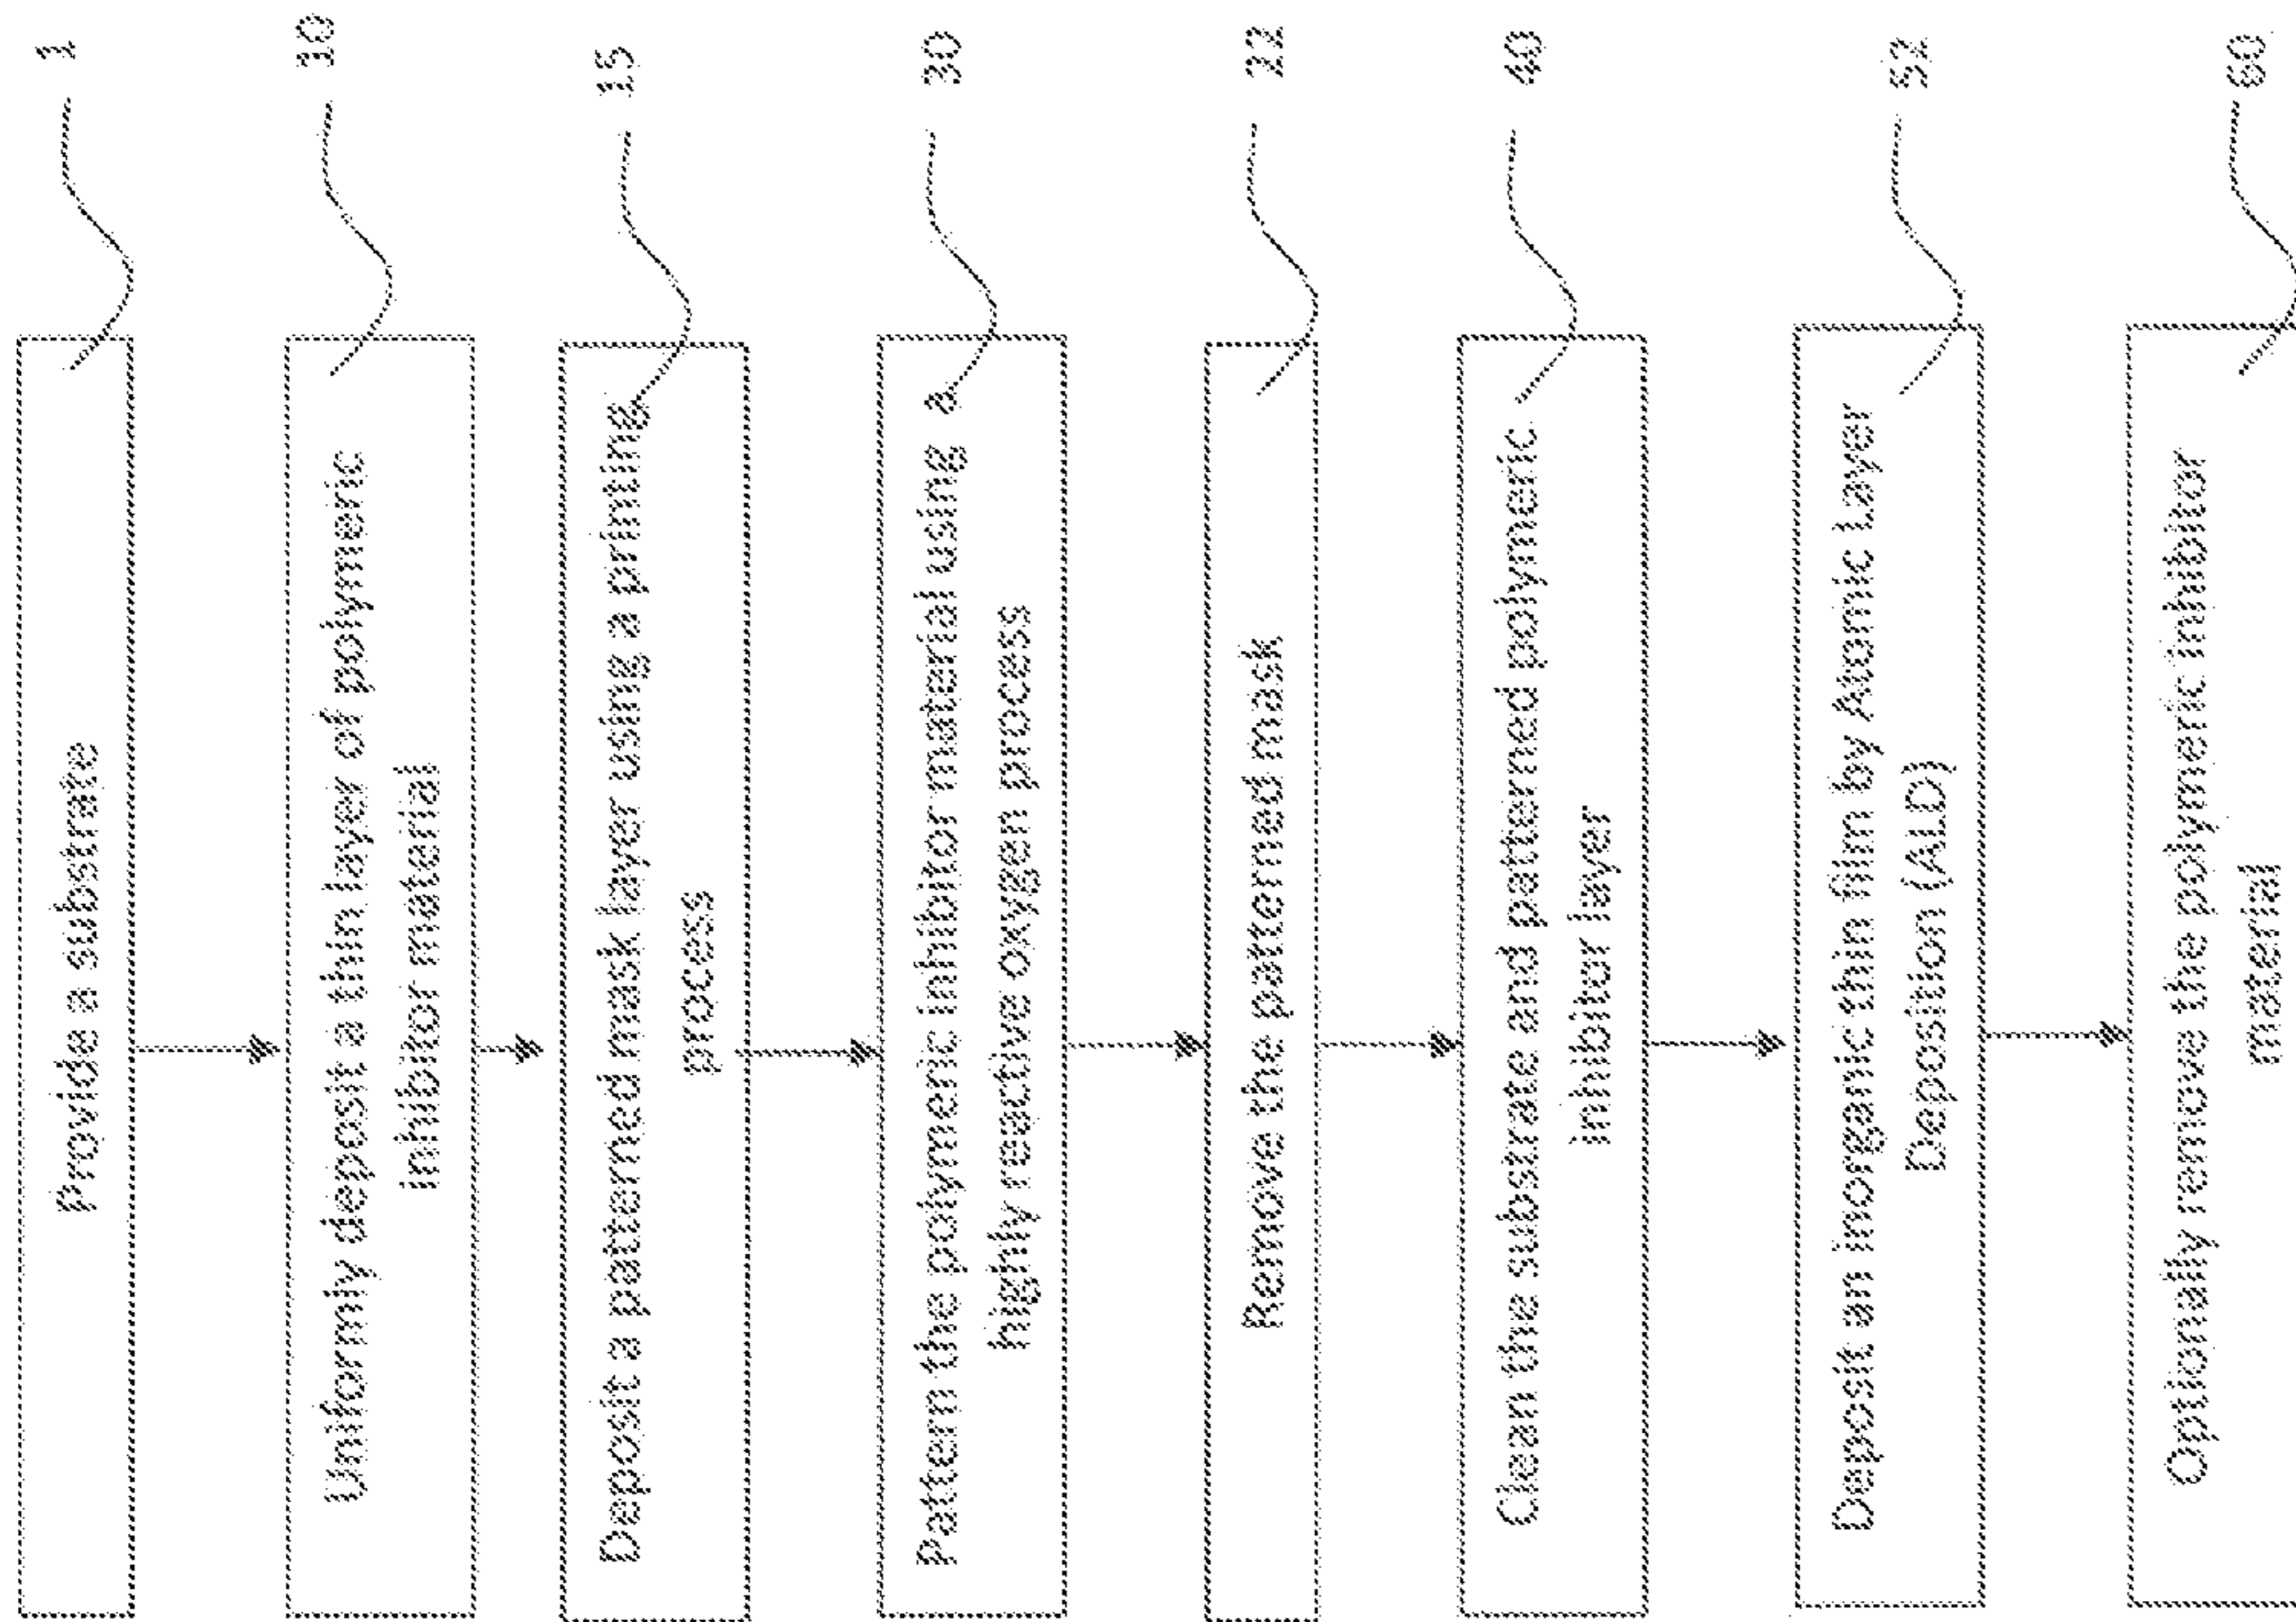 Provide a substrate
1
Uniformly deposit a thin layer of polymeric
inhibitor material
10
Deposit a patterned mask layer using a printing
process
15
Pattern the polymeric inhibitor material using a
highly reactive oxygen process
30
Remove the patterned mask
22
Clean the substrate and patterned polymeric
inhibitor layer
40
Deposit an inorganic thin film by Atomic Layer
Deposition (ALD)
52
Optionally remove the polymeric inhibitor
material
60